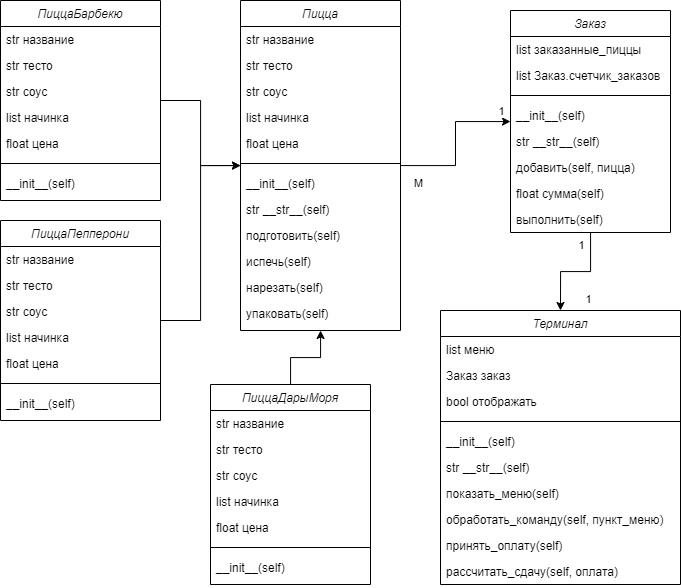 ПиццаБарбекю
str название
str тесто
str соус
list начинка
float цена
__init__(self)
Пицца
str название
str тесто
str соус
list начинка
float цена
__init__(self)
str __str__(self)
подготовить(self)
испечь(self)
нарезать(self)
упаковать(self)
Заказ
list заказанные_пиццы
list Заказ.счетчик_заказов
__init__(self)
str __str__(self)
добавить(self, пицца)
float сумма(self)
выполнить(self)
1
М
ПиццаПепперони
str название
str тесто
str соус
list начинка
float цена
__init__(self)
1
1
ПиццаДарыМоря
str название
str тесто
str соус
list начинка
float цена
__init__(self)
Терминал
list меню
Заказ заказ
bool отображать
__init__(self)
str __str__(self)
показать_меню(self)
обработать_команду(self, пункт_меню)
принять_оплату(self)
рассчитать_сдачу(self, оплата)